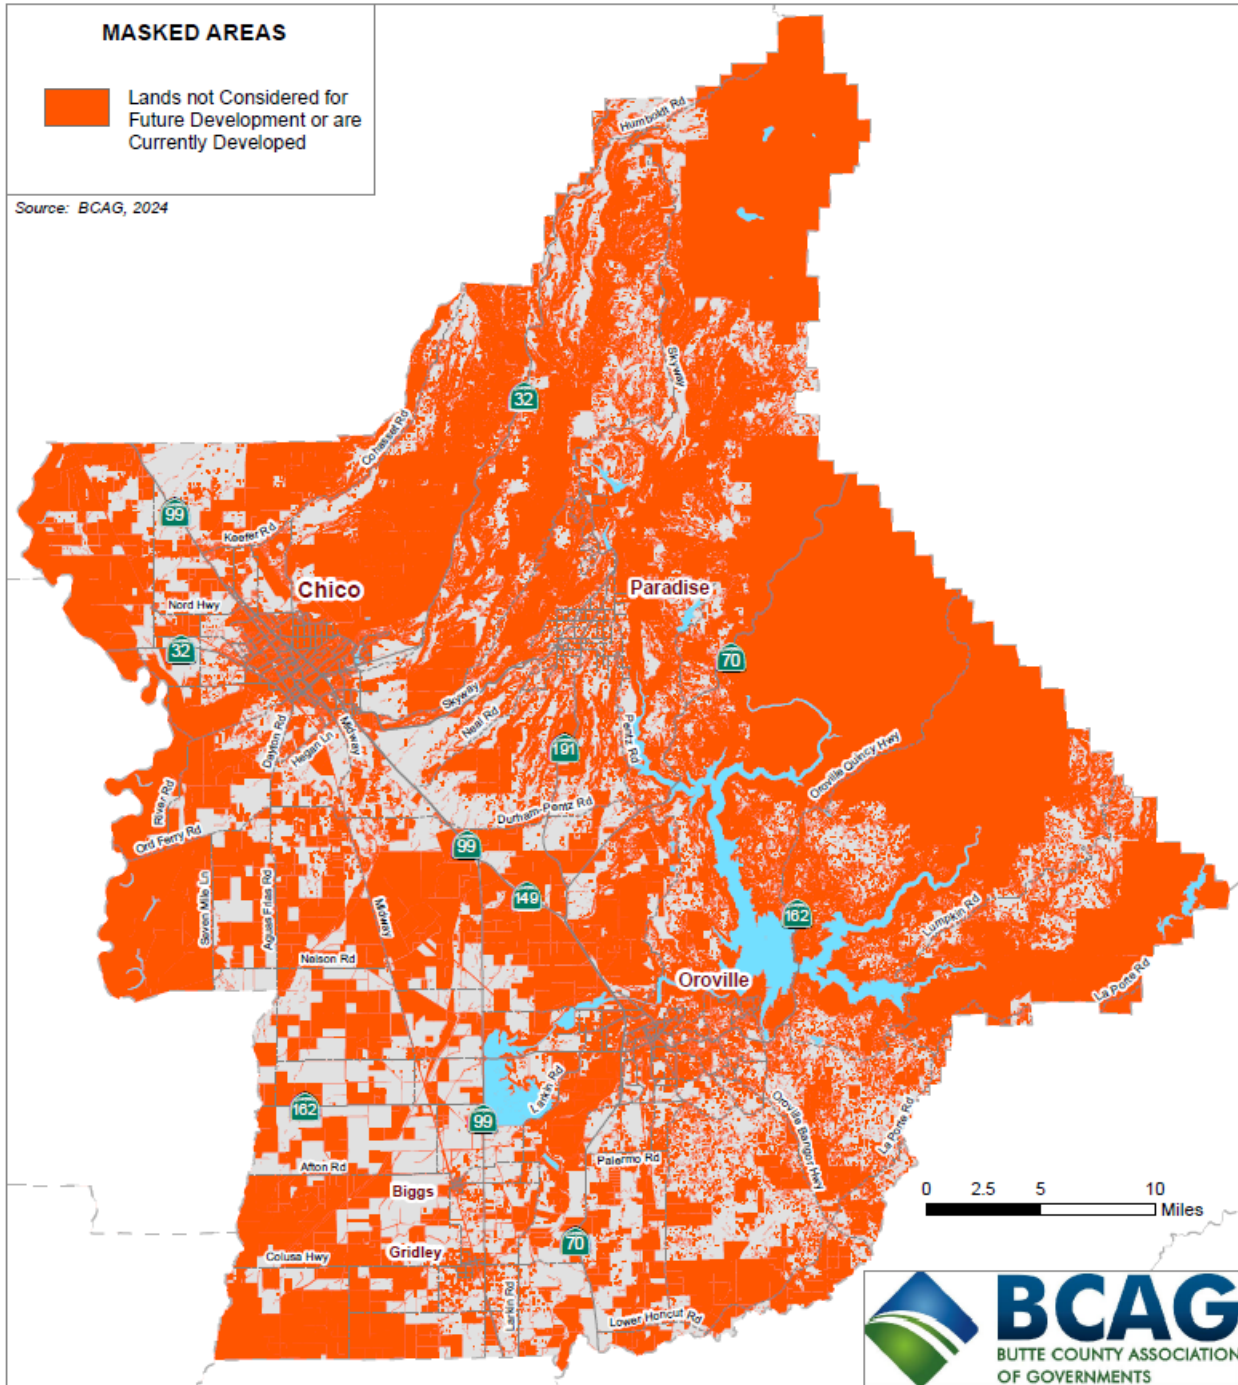 MASKED AREAS
Lands not Considered for
Future Development or are
Currently Developed
Source: BCAG, 2024
Humboldt Rd
Skyway
32
Cohasset Rd
99
Keefer Rd
Chico
Paradise
Nord Hwy
32
70
Skyway
Neal Rd
Dayton Rd
Hegan Ln
Midway
191
Pentz Rd
Oroville Quincy Hwy
River Rd
Durham-Pentz Rd
Ord Ferry Rd
99
149
Seven Mile Ln
Aguas Frias Rd
Midway
162
Lumpkin Rd
Nelson Rd
Oroville
La Porte Rd
Larkin Rd
162
99
Oroville Bangor Hwy
La Porte Rd
Afton Rd
Palermo Rd
Biggs
0 2.5 5 10
Miles
70
Colusa Hwy
Gridley
Larkin Rd
Lower Honcut Rd
BCAG
BUTTE COUNTY ASSOCIATION
OF GOVERNMENTS